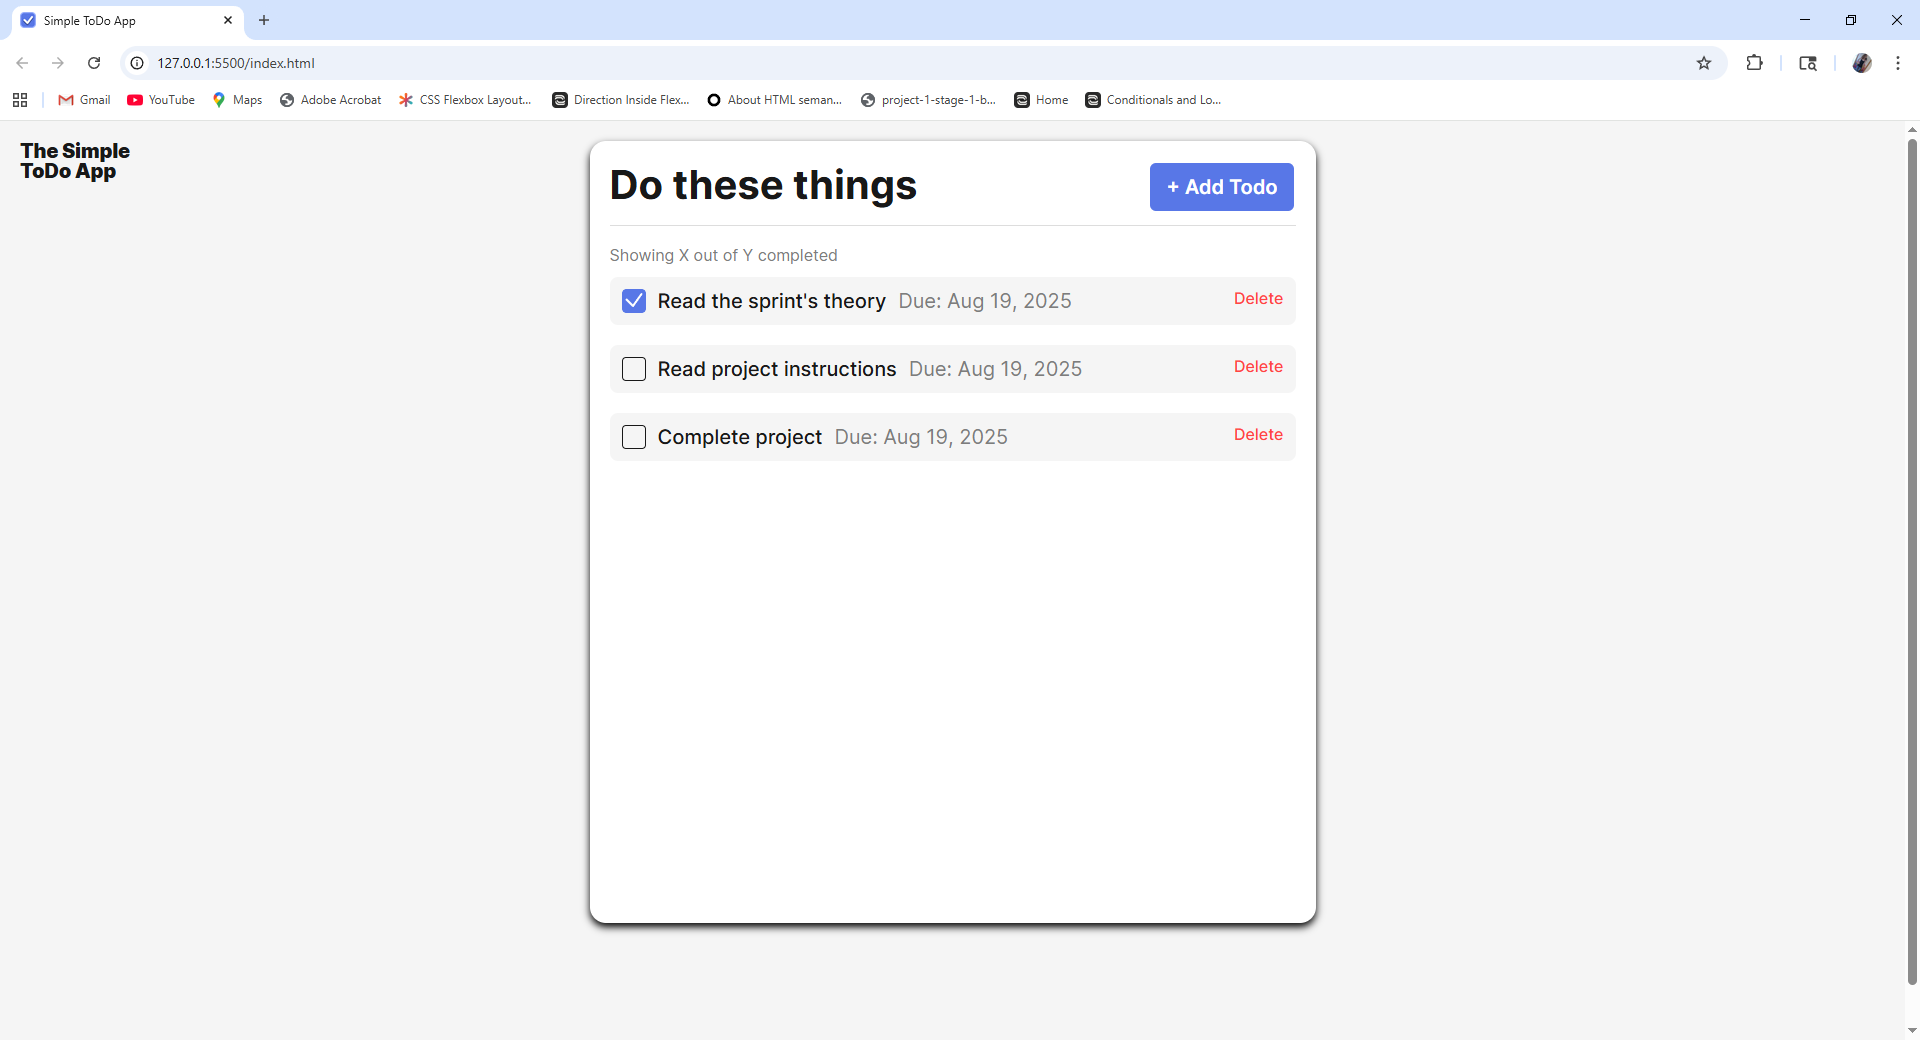 Simple ToDo App
127.0.0.1:5500/index.html
Gmail
YouTube
Maps
Adobe Acrobat
CSS Flexbox Layout...
Direction Inside Flex...
About HTML seman...
project-1-stage-1-b...
Home
Conditionals and Lo...
The Simple
ToDo App
Do these things
+ Add Todo
Showing X out of Y completed
Read the sprint's theory Due: Aug 19, 2025 Delete
Read project instructions Due: Aug 19, 2025 Delete
Complete project Due: Aug 19, 2025 Delete